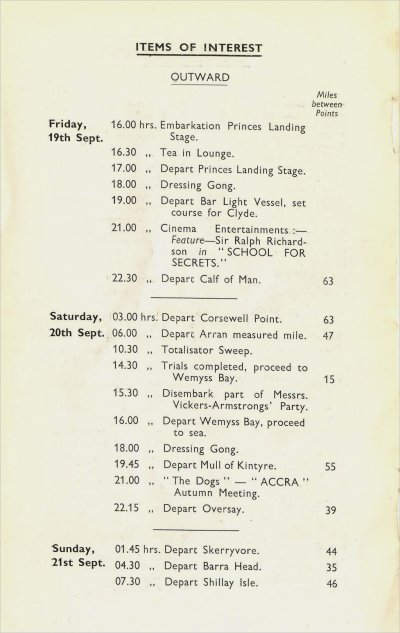 ITEMS OF INTEREST
OUTWARD
Miles
between
Points
Friday, 16.00 hrs. Embarkation Princes Landing
19th Sept. Stage.
16.30 ,, Tea in Lounge.
17.00 ,, Depart Princes Landing Stage.
18.00 ,, Dressing Gong.
19.00 ,, Depart Bar Light Vessel, set
course for Clyde.
21.00 ,, Cinema Entertainments :—
Feature—Sir Ralph Richard-
son in "SCHOOL FOR
SECRETS."
22.30 ,, Depart Calf of Man. 63
Saturday, 03.00 hrs. Depart Corsewell Point. 63
20th Sept. 06.00 ,, Depart Arran measured mile. 47
10.30 ,, Totalisator Sweep.
14.30 ,, Trials completed, proceed to
Wemyss Bay. 15
15.30 ,, Disembark part of Messrs.
Vickers-Armstrongs' Party.
16.00 ,, Depart Wemyss Bay, proceed
to sea.
18.00 ,, Dressing Gong.
19.45 ,, Depart Mull of Kintyre. 55
21.00 ,, "The Dogs" — "ACCRA"
Autumn Meeting.
22.15 ,, Depart Oversay. 39
Sunday, 01.45 hrs. Depart Skerryvore. 44
21st Sept. 04.30 ,, Depart Barra Head. 35
07.30 ,, Depart Shillay Isle. 46